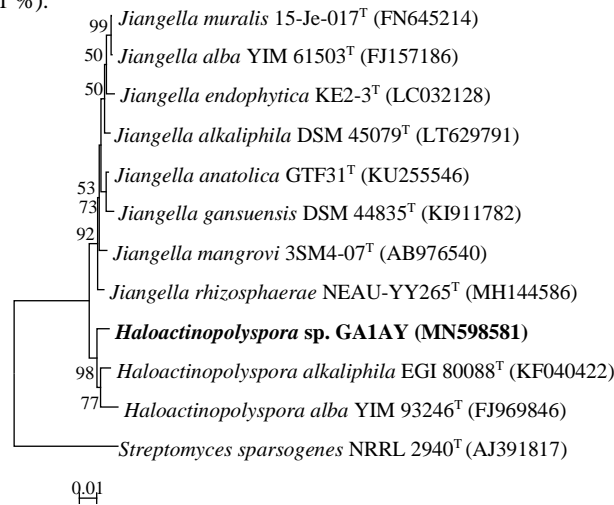 1 %).
99 Jiangella muralis 15-Je-017T (FN645214)
50 Jiangella alba YIM 61503T (FJ157186)
50 Jiangella endophytica KE2-3T (LC032128)
Jiangella alkaliphila DSM 45079T (LT629791)
Jiangella anatolica GTF31T (KU255546)
53
73 Jiangella gansuensis DSM 44835T (KI911782)
92
Jiangella mangrovi 3SM4-07T (AB976540)
Jiangella rhizosphaerae NEAU-YY265T (MH144586)
Haloactinopolyspora sp. GA1AY (MN598581)
98 Haloactinopolyspora alkaliphila EGI 80088T (KF040422)
77 Haloactinopolyspora alba YIM 93246T (FJ969846)
Streptomyces sparsogenes NRRL 2940T (AJ391817)
0.01